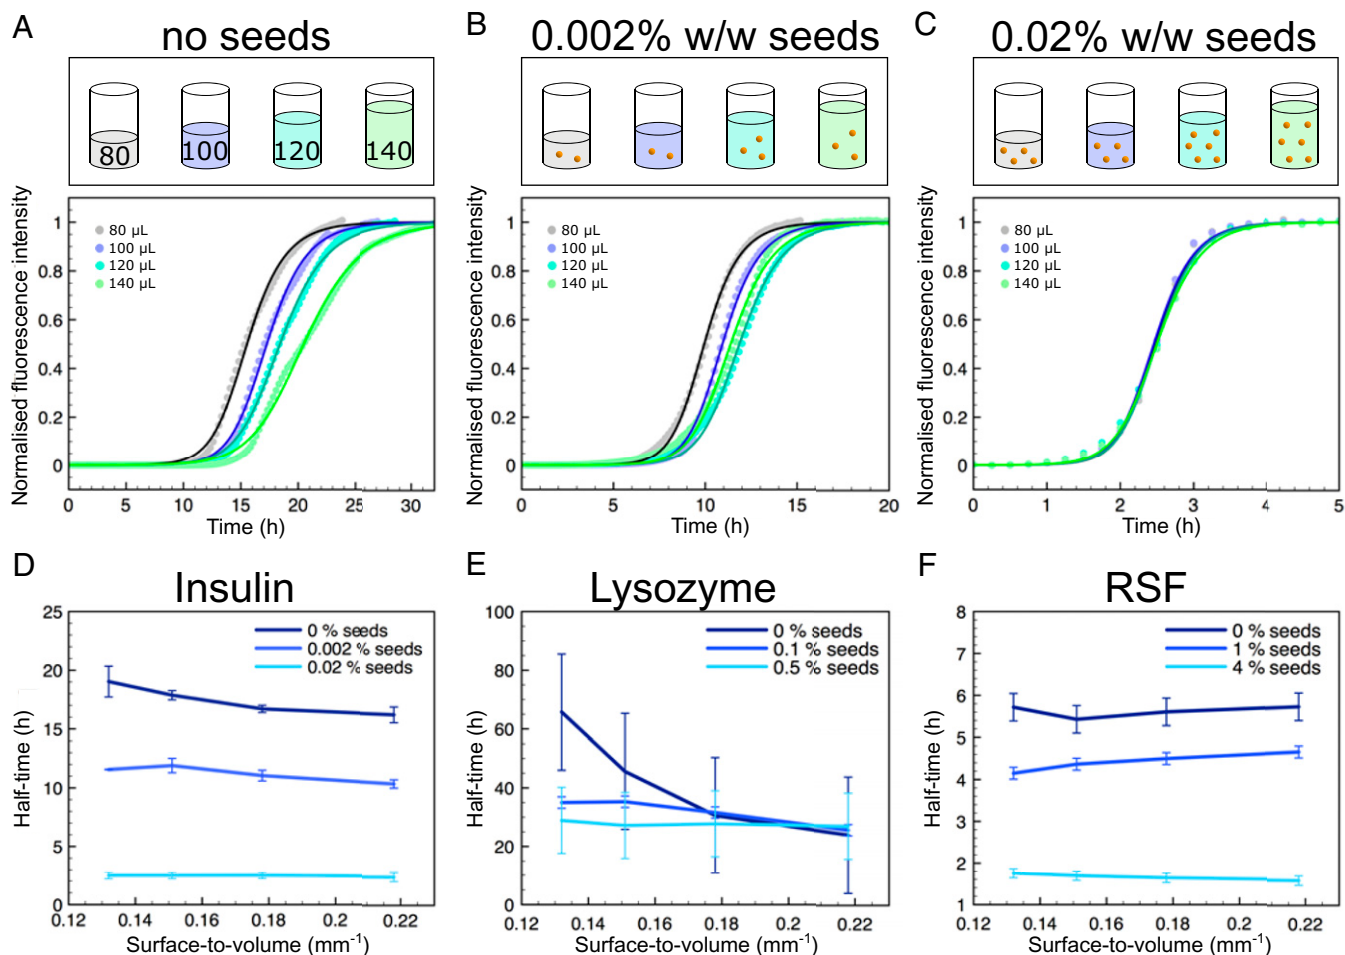 A
no seeds
80 100 120 140
Normalised fluorescence intensity
1
0.8
0.6
0.4
0.2
0
80 µL
100 µL
120 µL
140 µL
0 5 10 15 20 25 30
Time (h)
B
0.002% w/w seeds
Normalised fluorescence intensity
1
0.8
0.6
0.4
0.2
0
80 µL
100 µL
120 µL
140 µL
0 5 10 15 20
Time (h)
C
0.02% w/w seeds
Normalised fluorescence intensity
1
0.8
0.6
0.4
0.2
0
80 µL
100 µL
120 µL
140 µL
0 1 2 3 4 5
Time (h)
D
Insulin
Half-time (h)
25
20
15
10
5
0
0 % seeds
0.002 % seeds
0.02 % seeds
0.12 0.14 0.16 0.18 0.2 0.22
Surface-to-volume (mm⁻¹)
E
Lysozyme
Half-time (h)
100
80
60
40
20
0
0 % seeds
0.1 % seeds
0.5 % seeds
0.12 0.14 0.16 0.18 0.2 0.22
Surface-to-volume (mm⁻¹)
F
RSF
Half-time (h)
8
7
6
5
4
3
2
1
0 % seeds
1 % seeds
4 % seeds
0.12 0.14 0.16 0.18 0.2 0.22
Surface-to-volume (mm⁻¹)